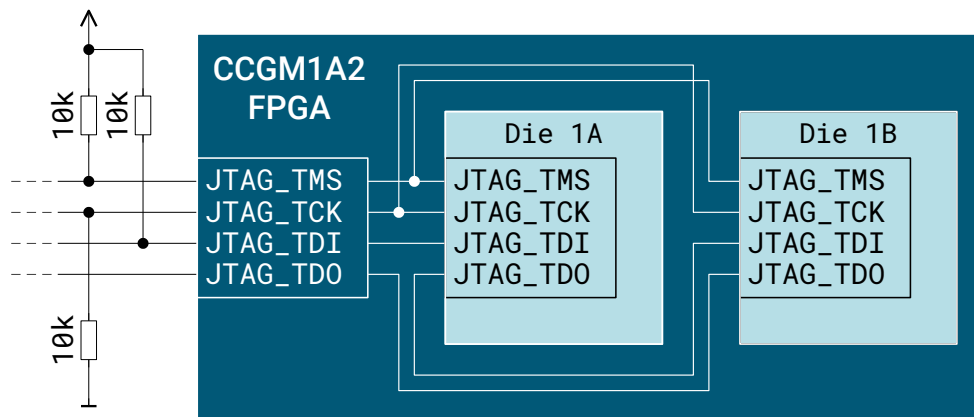 CCGM1A2
FPGA
10k
10k
Die 1A
Die 1B
JTAG_TMS
JTAG_TCK
JTAG_TDI
JTAG_TDO
JTAG_TMS
JTAG_TCK
JTAG_TDI
JTAG_TDO
JTAG_TMS
JTAG_TCK
JTAG_TDI
JTAG_TDO
10k